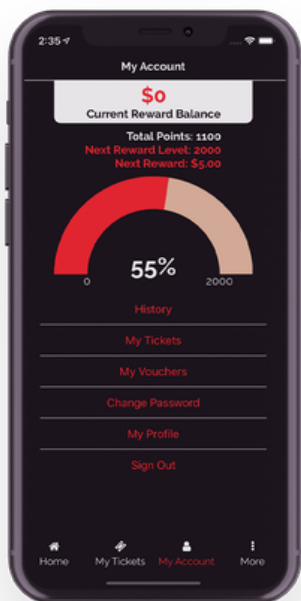 2:35
My Account
$0
Current Reward Balance
Total Points: 1100
Next Reward Level: 2000
Next Reward: $5.00
55%
0 2000
History
My Tickets
My Vouchers
Change Password
My Profile
Sign Out
Home My Tickets My Account More